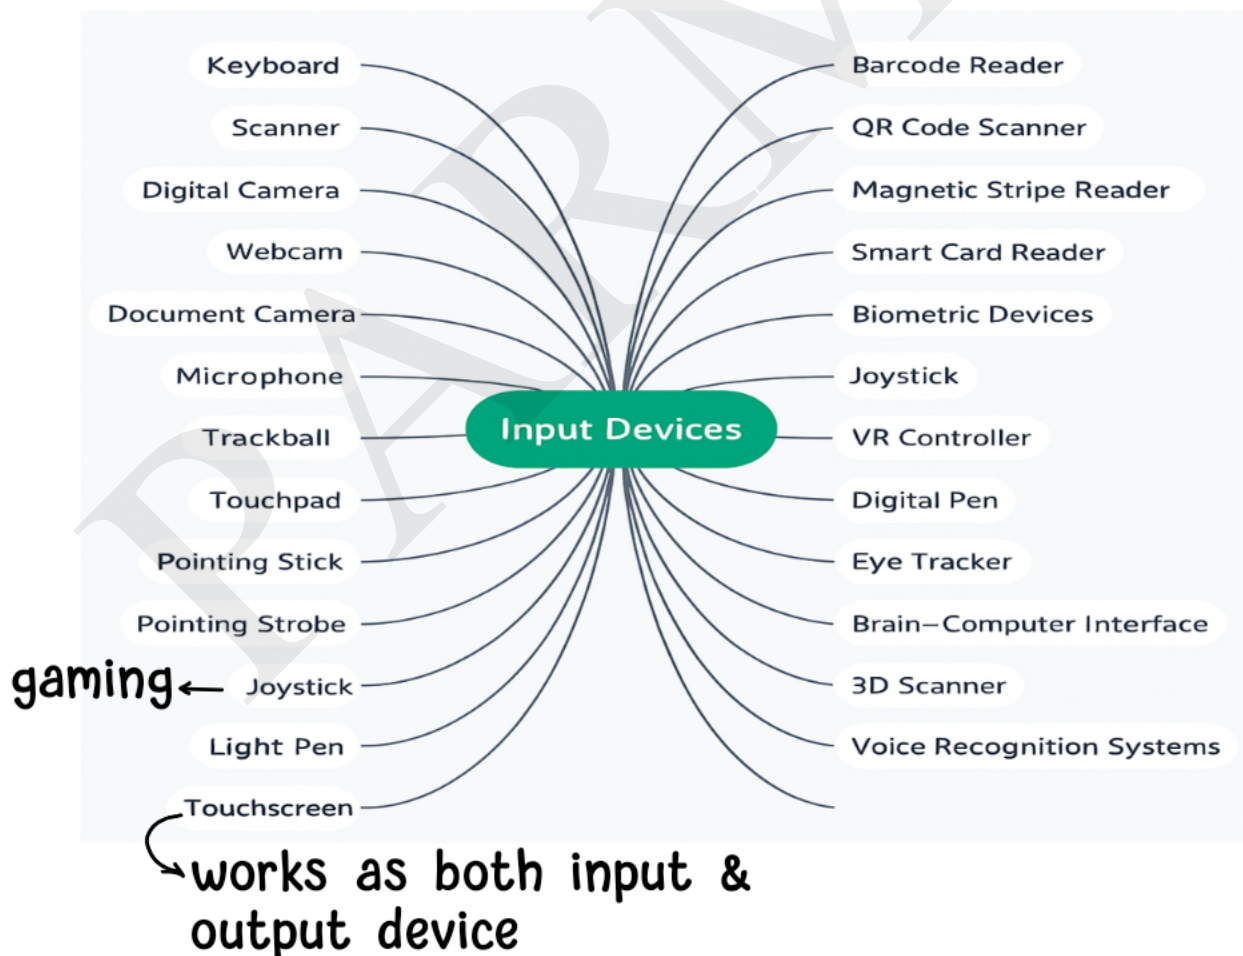 Keyboard
Scanner
Digital Camera
Webcam
Document Camera
Microphone
Trackball
Touchpad
Pointing Stick
Pointing Strobe
gaming
Joystick
Light Pen
Touchscreen
works as both input &
output device
Input Devices
Barcode Reader
QR Code Scanner
Magnetic Stripe Reader
Smart Card Reader
Biometric Devices
Joystick
VR Controller
Digital Pen
Eye Tracker
Brain–Computer Interface
3D Scanner
Voice Recognition Systems
PARM